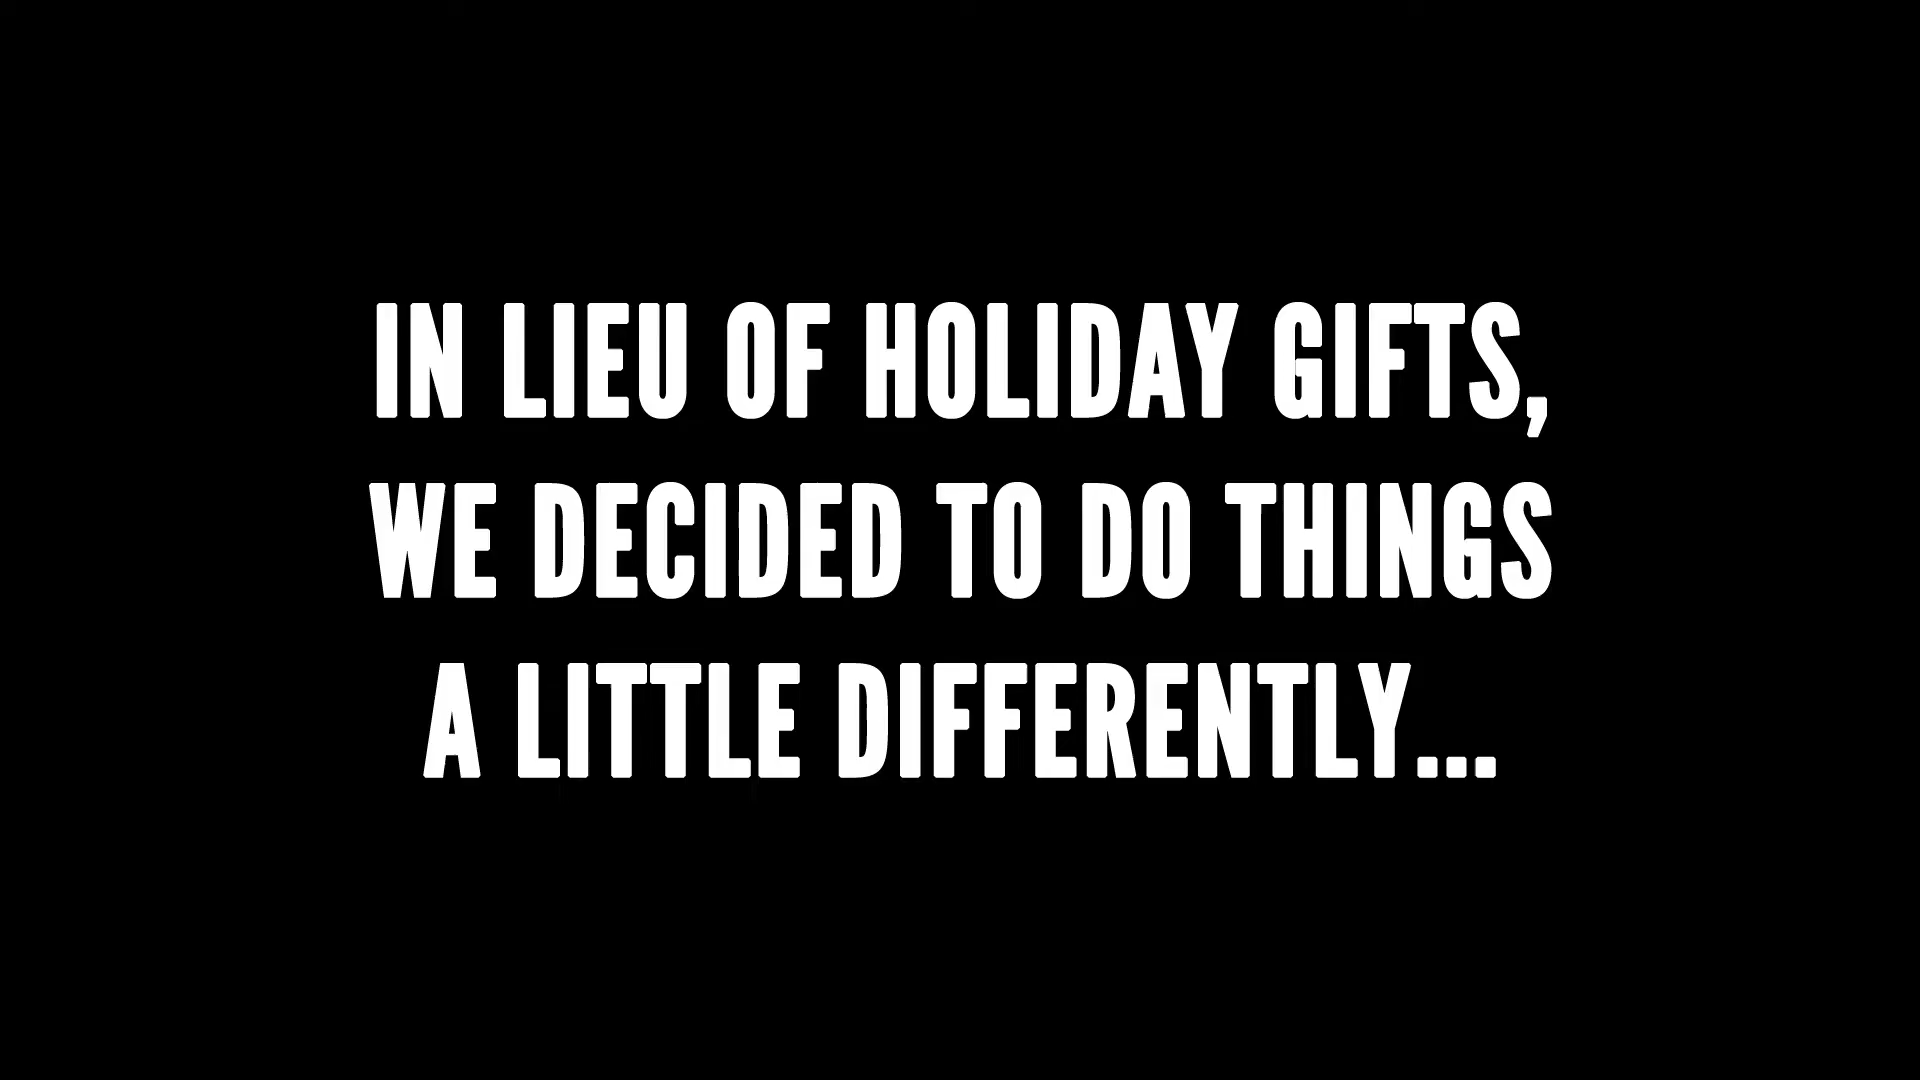 IN LIEU OF HOLIDAY GIFTS,
WE DECIDED TO DO THINGS
A LITTLE DIFFERENTLY...